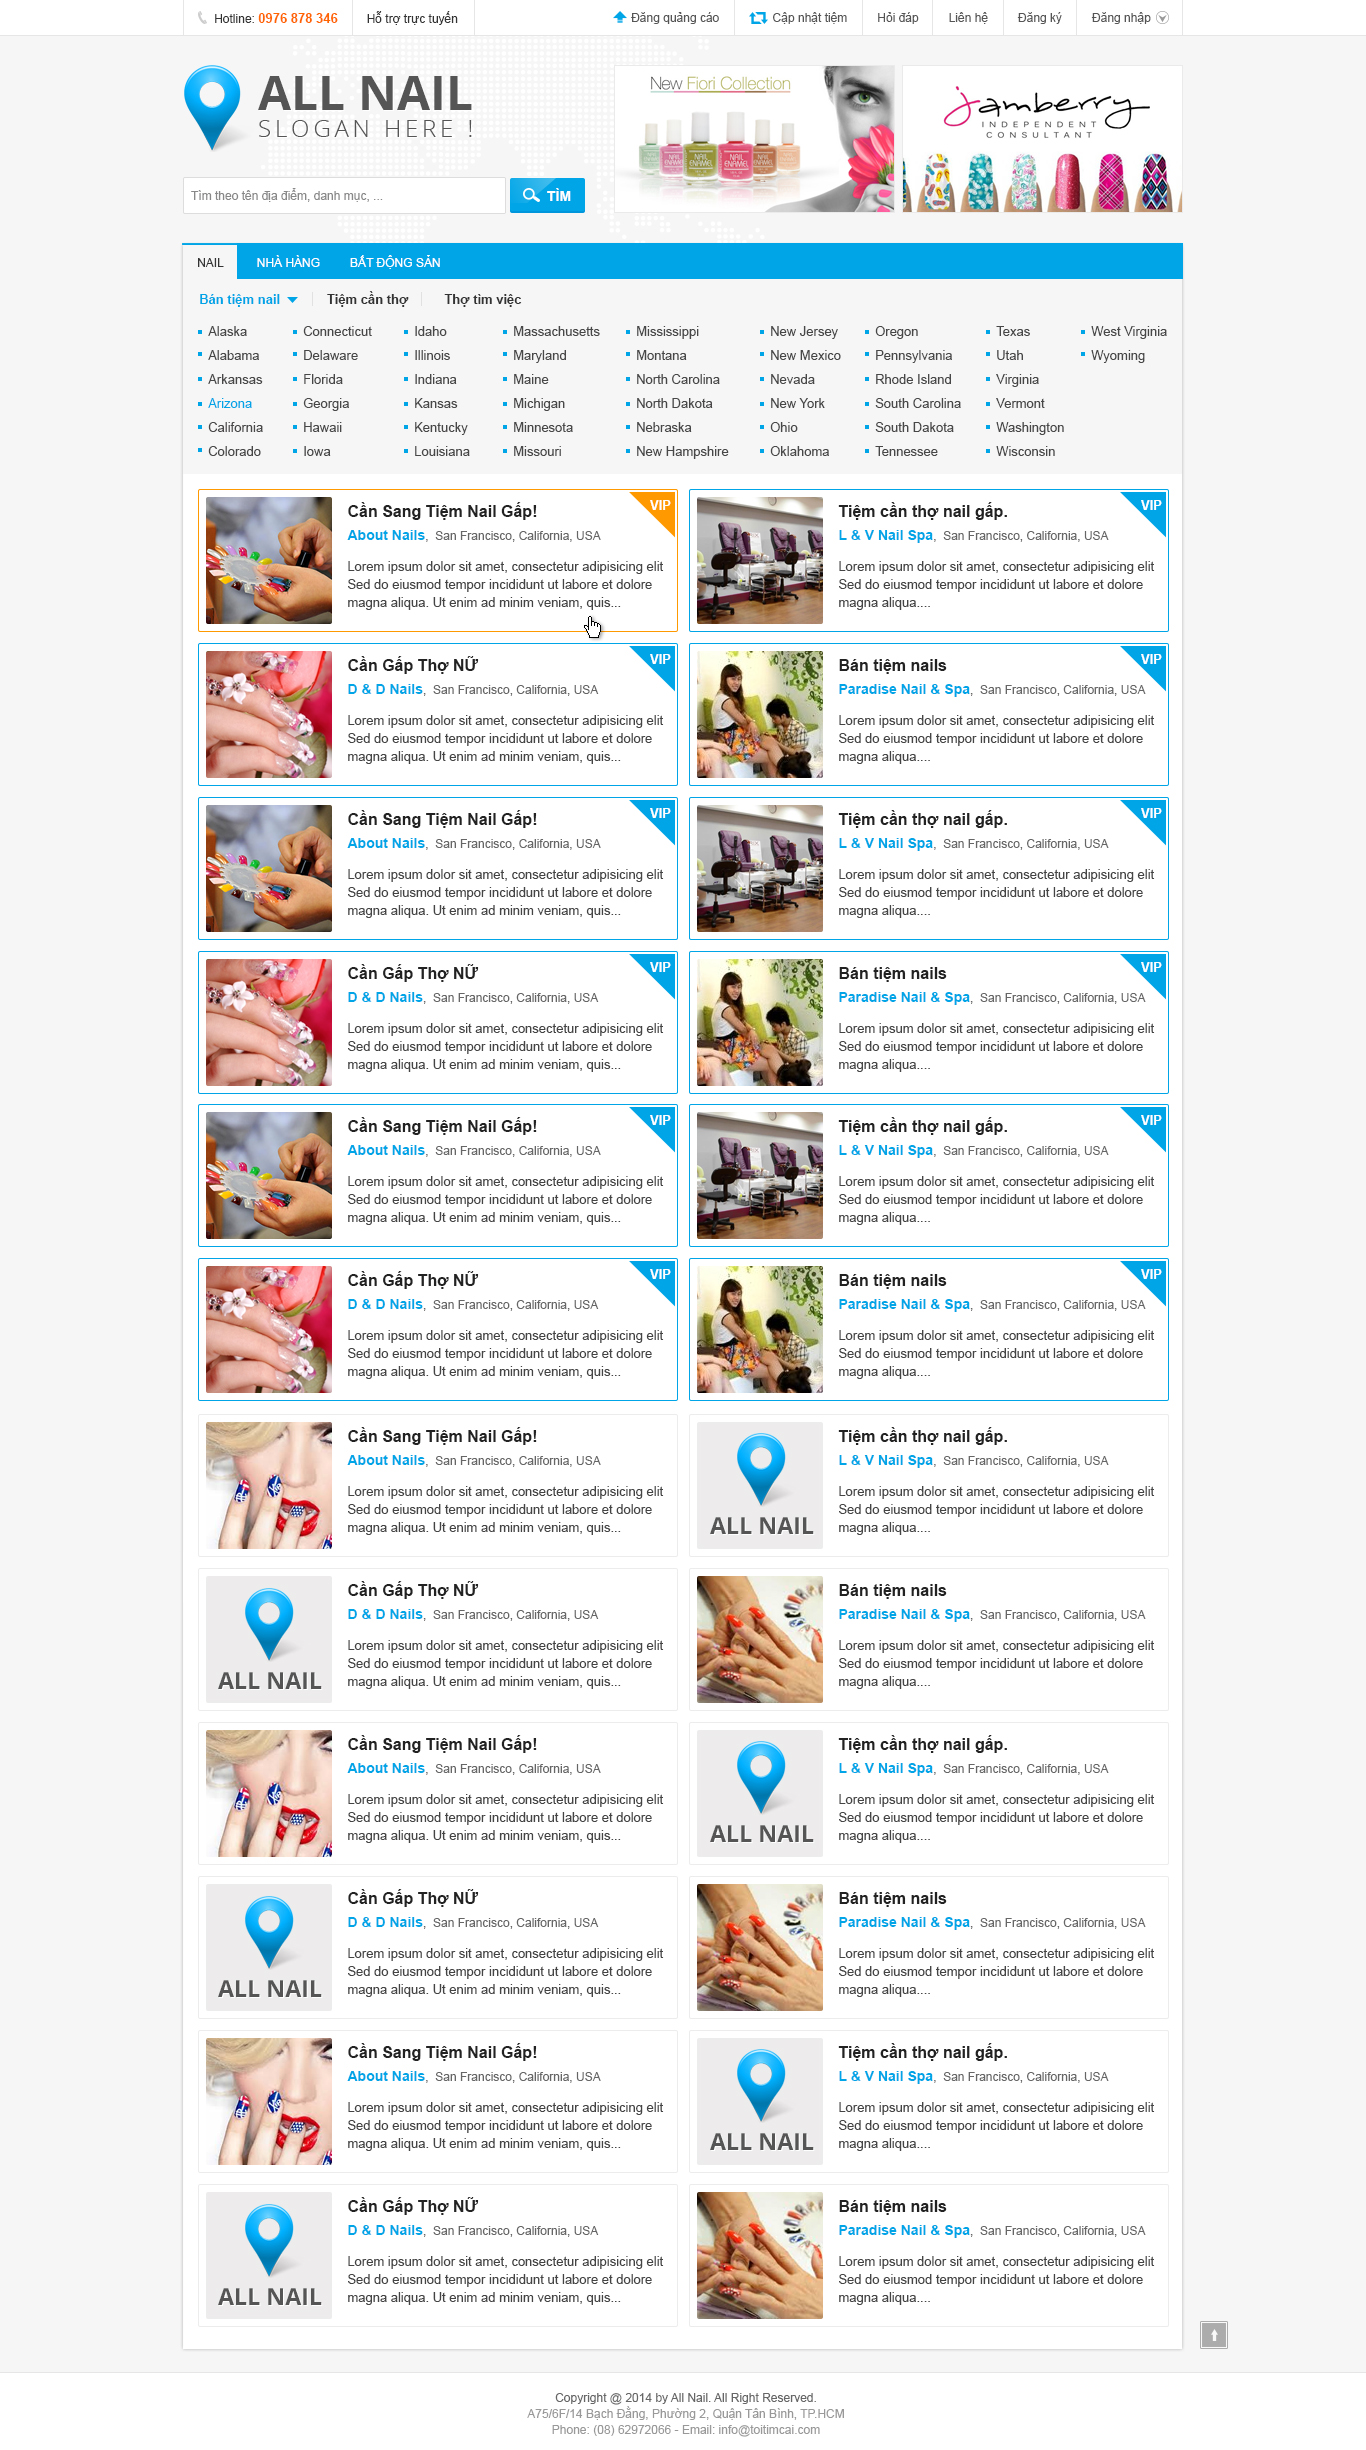 Hotline: 0976 878 346
Hỗ trợ trực tuyến
Đăng quảng cáo
Cập nhật tiệm
Hỏi đáp
Liên hệ
Đăng ký
Đăng nhập
ALL NAIL
SLOGAN HERE !
New Fiori Collection
NAIL ENAMEL
NAIL ENAMEL
NAIL ENAMEL
NAIL ENAMEL
jamberry
INDEPENDENT
CONSULTANT
Tìm theo tên địa điểm, danh mục, ...
TÌM
NAIL NHÀ HÀNG BẤT ĐỘNG SẢN
Bán tiệm nail Tiệm cần thợ Thợ tìm việc
Alaska Connecticut Idaho Massachusetts Mississippi New Jersey Oregon Texas West Virginia
Alabama Delaware Illinois Maryland Montana New Mexico Pennsylvania Utah Wyoming
Arkansas Florida Indiana Maine North Carolina Nevada Rhode Island Virginia
Arizona Georgia Kansas Michigan North Dakota New York South Carolina Vermont
California Hawaii Kentucky Minnesota Nebraska Ohio South Dakota Washington
Colorado Iowa Louisiana Missouri New Hampshire Oklahoma Tennessee Wisconsin
Cần Sang Tiệm Nail Gấp!
VIP
About Nails, San Francisco, California, USA
Lorem ipsum dolor sit amet, consectetur adipisicing elit
Sed do eiusmod tempor incididunt ut labore et dolore
magna aliqua. Ut enim ad minim veniam, quis...
Tiệm cần thợ nail gấp.
VIP
L & V Nail Spa, San Francisco, California, USA
Lorem ipsum dolor sit amet, consectetur adipisicing elit
Sed do eiusmod tempor incididunt ut labore et dolore
magna aliqua....
Cần Gấp Thợ NỮ
VIP
D & D Nails, San Francisco, California, USA
Lorem ipsum dolor sit amet, consectetur adipisicing elit
Sed do eiusmod tempor incididunt ut labore et dolore
magna aliqua. Ut enim ad minim veniam, quis...
Bán tiệm nails
VIP
Paradise Nail & Spa, San Francisco, California, USA
Lorem ipsum dolor sit amet, consectetur adipisicing elit
Sed do eiusmod tempor incididunt ut labore et dolore
magna aliqua....
Cần Sang Tiệm Nail Gấp!
VIP
About Nails, San Francisco, California, USA
Lorem ipsum dolor sit amet, consectetur adipisicing elit
Sed do eiusmod tempor incididunt ut labore et dolore
magna aliqua. Ut enim ad minim veniam, quis...
Tiệm cần thợ nail gấp.
VIP
L & V Nail Spa, San Francisco, California, USA
Lorem ipsum dolor sit amet, consectetur adipisicing elit
Sed do eiusmod tempor incididunt ut labore et dolore
magna aliqua....
Cần Gấp Thợ NỮ
VIP
D & D Nails, San Francisco, California, USA
Lorem ipsum dolor sit amet, consectetur adipisicing elit
Sed do eiusmod tempor incididunt ut labore et dolore
magna aliqua. Ut enim ad minim veniam, quis...
Bán tiệm nails
VIP
Paradise Nail & Spa, San Francisco, California, USA
Lorem ipsum dolor sit amet, consectetur adipisicing elit
Sed do eiusmod tempor incididunt ut labore et dolore
magna aliqua....
Cần Sang Tiệm Nail Gấp!
VIP
About Nails, San Francisco, California, USA
Lorem ipsum dolor sit amet, consectetur adipisicing elit
Sed do eiusmod tempor incididunt ut labore et dolore
magna aliqua. Ut enim ad minim veniam, quis...
Tiệm cần thợ nail gấp.
VIP
L & V Nail Spa, San Francisco, California, USA
Lorem ipsum dolor sit amet, consectetur adipisicing elit
Sed do eiusmod tempor incididunt ut labore et dolore
magna aliqua....
Cần Gấp Thợ NỮ
VIP
D & D Nails, San Francisco, California, USA
Lorem ipsum dolor sit amet, consectetur adipisicing elit
Sed do eiusmod tempor incididunt ut labore et dolore
magna aliqua. Ut enim ad minim veniam, quis...
Bán tiệm nails
VIP
Paradise Nail & Spa, San Francisco, California, USA
Lorem ipsum dolor sit amet, consectetur adipisicing elit
Sed do eiusmod tempor incididunt ut labore et dolore
magna aliqua....
Cần Sang Tiệm Nail Gấp!
About Nails, San Francisco, California, USA
Lorem ipsum dolor sit amet, consectetur adipisicing elit
Sed do eiusmod tempor incididunt ut labore et dolore
magna aliqua. Ut enim ad minim veniam, quis...
ALL NAIL
Tiệm cần thợ nail gấp.
L & V Nail Spa, San Francisco, California, USA
Lorem ipsum dolor sit amet, consectetur adipisicing elit
Sed do eiusmod tempor incididunt ut labore et dolore
magna aliqua....
ALL NAIL
Cần Gấp Thợ NỮ
D & D Nails, San Francisco, California, USA
Lorem ipsum dolor sit amet, consectetur adipisicing elit
Sed do eiusmod tempor incididunt ut labore et dolore
magna aliqua. Ut enim ad minim veniam, quis...
Bán tiệm nails
Paradise Nail & Spa, San Francisco, California, USA
Lorem ipsum dolor sit amet, consectetur adipisicing elit
Sed do eiusmod tempor incididunt ut labore et dolore
magna aliqua....
Cần Sang Tiệm Nail Gấp!
About Nails, San Francisco, California, USA
Lorem ipsum dolor sit amet, consectetur adipisicing elit
Sed do eiusmod tempor incididunt ut labore et dolore
magna aliqua. Ut enim ad minim veniam, quis...
ALL NAIL
Tiệm cần thợ nail gấp.
L & V Nail Spa, San Francisco, California, USA
Lorem ipsum dolor sit amet, consectetur adipisicing elit
Sed do eiusmod tempor incididunt ut labore et dolore
magna aliqua....
ALL NAIL
Cần Gấp Thợ NỮ
D & D Nails, San Francisco, California, USA
Lorem ipsum dolor sit amet, consectetur adipisicing elit
Sed do eiusmod tempor incididunt ut labore et dolore
magna aliqua. Ut enim ad minim veniam, quis...
Bán tiệm nails
Paradise Nail & Spa, San Francisco, California, USA
Lorem ipsum dolor sit amet, consectetur adipisicing elit
Sed do eiusmod tempor incididunt ut labore et dolore
magna aliqua....
Cần Sang Tiệm Nail Gấp!
About Nails, San Francisco, California, USA
Lorem ipsum dolor sit amet, consectetur adipisicing elit
Sed do eiusmod tempor incididunt ut labore et dolore
magna aliqua. Ut enim ad minim veniam, quis...
ALL NAIL
Tiệm cần thợ nail gấp.
L & V Nail Spa, San Francisco, California, USA
Lorem ipsum dolor sit amet, consectetur adipisicing elit
Sed do eiusmod tempor incididunt ut labore et dolore
magna aliqua....
ALL NAIL
Cần Gấp Thợ NỮ
D & D Nails, San Francisco, California, USA
Lorem ipsum dolor sit amet, consectetur adipisicing elit
Sed do eiusmod tempor incididunt ut labore et dolore
magna aliqua. Ut enim ad minim veniam, quis...
Bán tiệm nails
Paradise Nail & Spa, San Francisco, California, USA
Lorem ipsum dolor sit amet, consectetur adipisicing elit
Sed do eiusmod tempor incididunt ut labore et dolore
magna aliqua....
Copyright @ 2014 by All Nail. All Right Reserved.
A75/6F/14 Bạch Đằng, Phường 2, Quận Tân Bình, TP.HCM
Phone: (08) 62972066 - Email: info@toitimcai.com